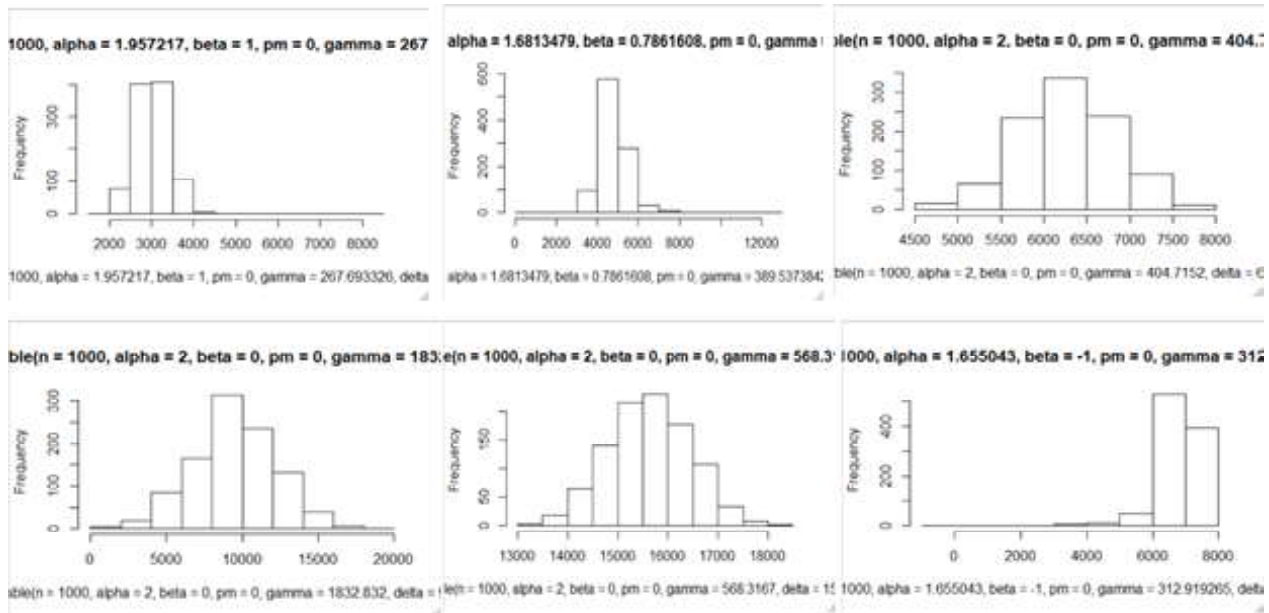 1000, alpha = 1.957217, beta = 1, pm = 0, gamma = 267
Frequency
300
100
0
2000 3000 4000 5000 6000 7000 8000
1000, alpha = 1.957217, beta = 1, pm = 0, gamma = 267.693326, delta
alpha = 1.6813479, beta = 0.7861608, pm = 0, gamma
Frequency
600
400
200
0
0 2000 4000 6000 8000 12000
alpha = 1.6813479, beta = 0.7861608, pm = 0, gamma = 389.5373842
ble(n = 1000, alpha = 2, beta = 0, pm = 0, gamma = 404.7
Frequency
300
200
100
0
4500 5000 5500 6000 6500 7000 7500 8000
ble(n = 1000, alpha = 2, beta = 0, pm = 0, gamma = 404.7152, delta = 6
ble(n = 1000, alpha = 2, beta = 0, pm = 0, gamma = 183
Frequency
300
200
100
0
0 5000 10000 15000 20000
able(n = 1000, alpha = 2, beta = 0, pm = 0, gamma = 1832.832, delta =
e(n = 1000, alpha = 2, beta = 0, pm = 0, gamma = 568.3
Frequency
150
50
0
13000 14000 15000 16000 17000 18000
le(n = 1000, alpha = 2, beta = 0, pm = 0, gamma = 568.3167, delta = 15
1000, alpha = 1.655043, beta = -1, pm = 0, gamma = 312
Frequency
400
200
0
0 2000 4000 6000 8000
1000, alpha = 1.655043, beta = -1, pm = 0, gamma = 312.919265, delta